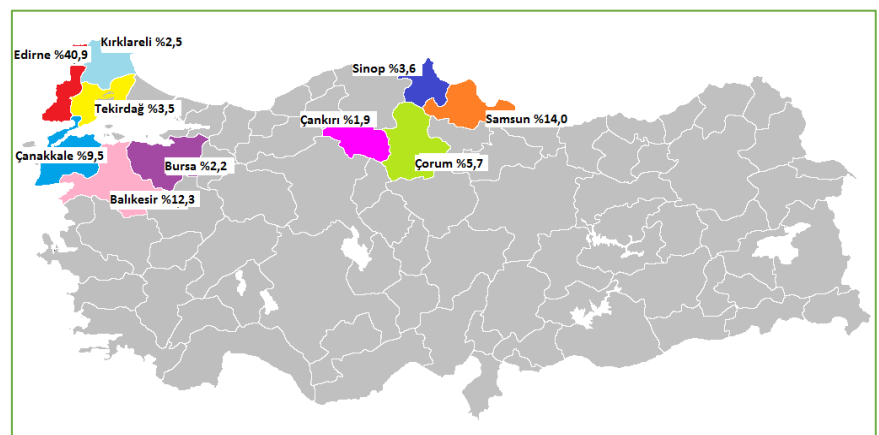 Kırklareli %2,5
Edirne %40,9
Sinop %3,6
Tekirdağ %3,5
Çankırı %1,9
Samsun %14,0
Çanakkale %9,5
Bursa %2,2
Çorum %5,7
Balıkesir %12,3